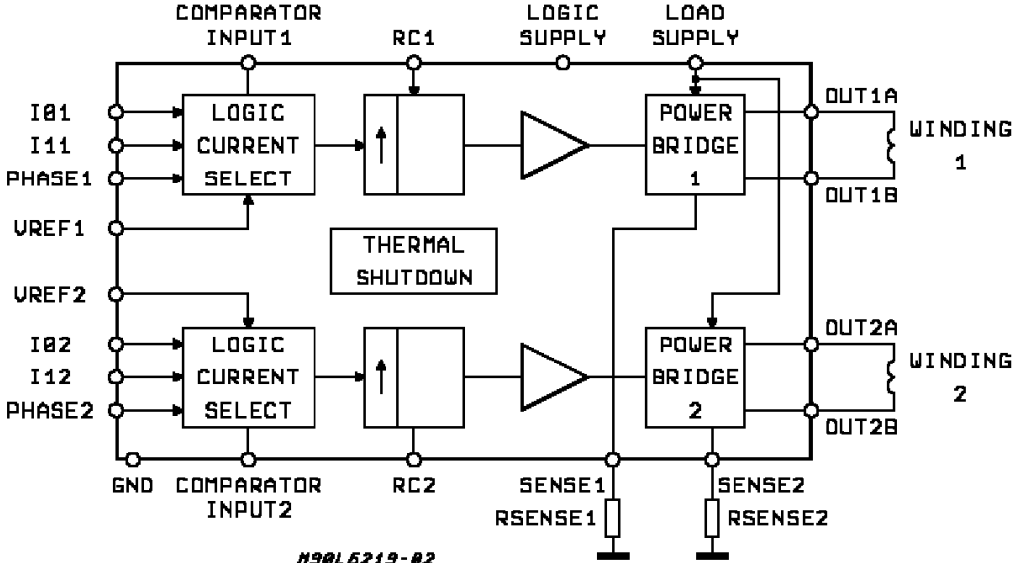 COMPARATOR
INPUT1
RC1
LOGIC
SUPPLY
LOAD
SUPPLY
I01
I11
PHASE1
VREF1
LOGIC
CURRENT
SELECT
POWER
BRIDGE
1
OUT1A
OUT1B
WINDING
1
THERMAL
SHUTDOWN
VREF2
I02
I12
PHASE2
LOGIC
CURRENT
SELECT
POWER
BRIDGE
2
OUT2A
OUT2B
WINDING
2
GND
COMPARATOR
INPUT2
RC2
SENSE1
RSENSE1
SENSE2
RSENSE2
M90L6219-02